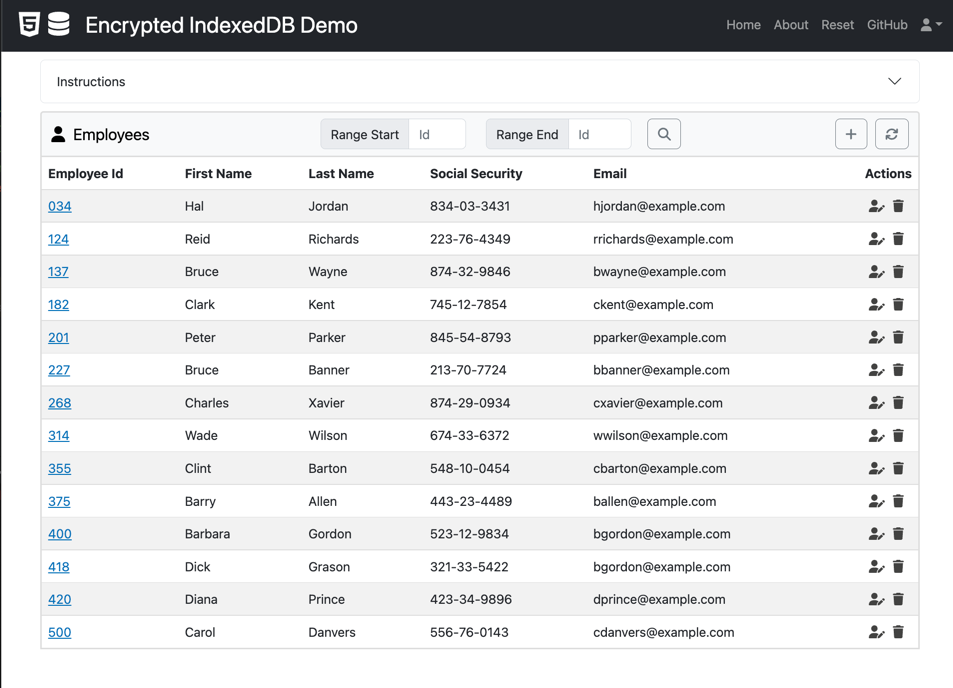 Encrypted IndexedDB Demo Home About Reset GitHub
Instructions
Employees Range Start Id Range End Id
Employee Id First Name Last Name Social Security Email Actions
034 Hal Jordan 834-03-3431 hjordan@example.com
124 Reid Richards 223-76-4349 rrichards@example.com
137 Bruce Wayne 874-32-9846 bwayne@example.com
182 Clark Kent 745-12-7854 ckent@example.com
201 Peter Parker 845-54-8793 pparker@example.com
227 Bruce Banner 213-70-7724 bbanner@example.com
268 Charles Xavier 874-29-0934 cxavier@example.com
314 Wade Wilson 674-33-6372 wwilson@example.com
355 Clint Barton 548-10-0454 cbarton@example.com
375 Barry Allen 443-23-4489 ballen@example.com
400 Barbara Gordon 523-12-9834 bgordon@example.com
418 Dick Grason 321-33-5422 bgordon@example.com
420 Diana Prince 423-34-9896 dprince@example.com
500 Carol Danvers 556-76-0143 cdanvers@example.com